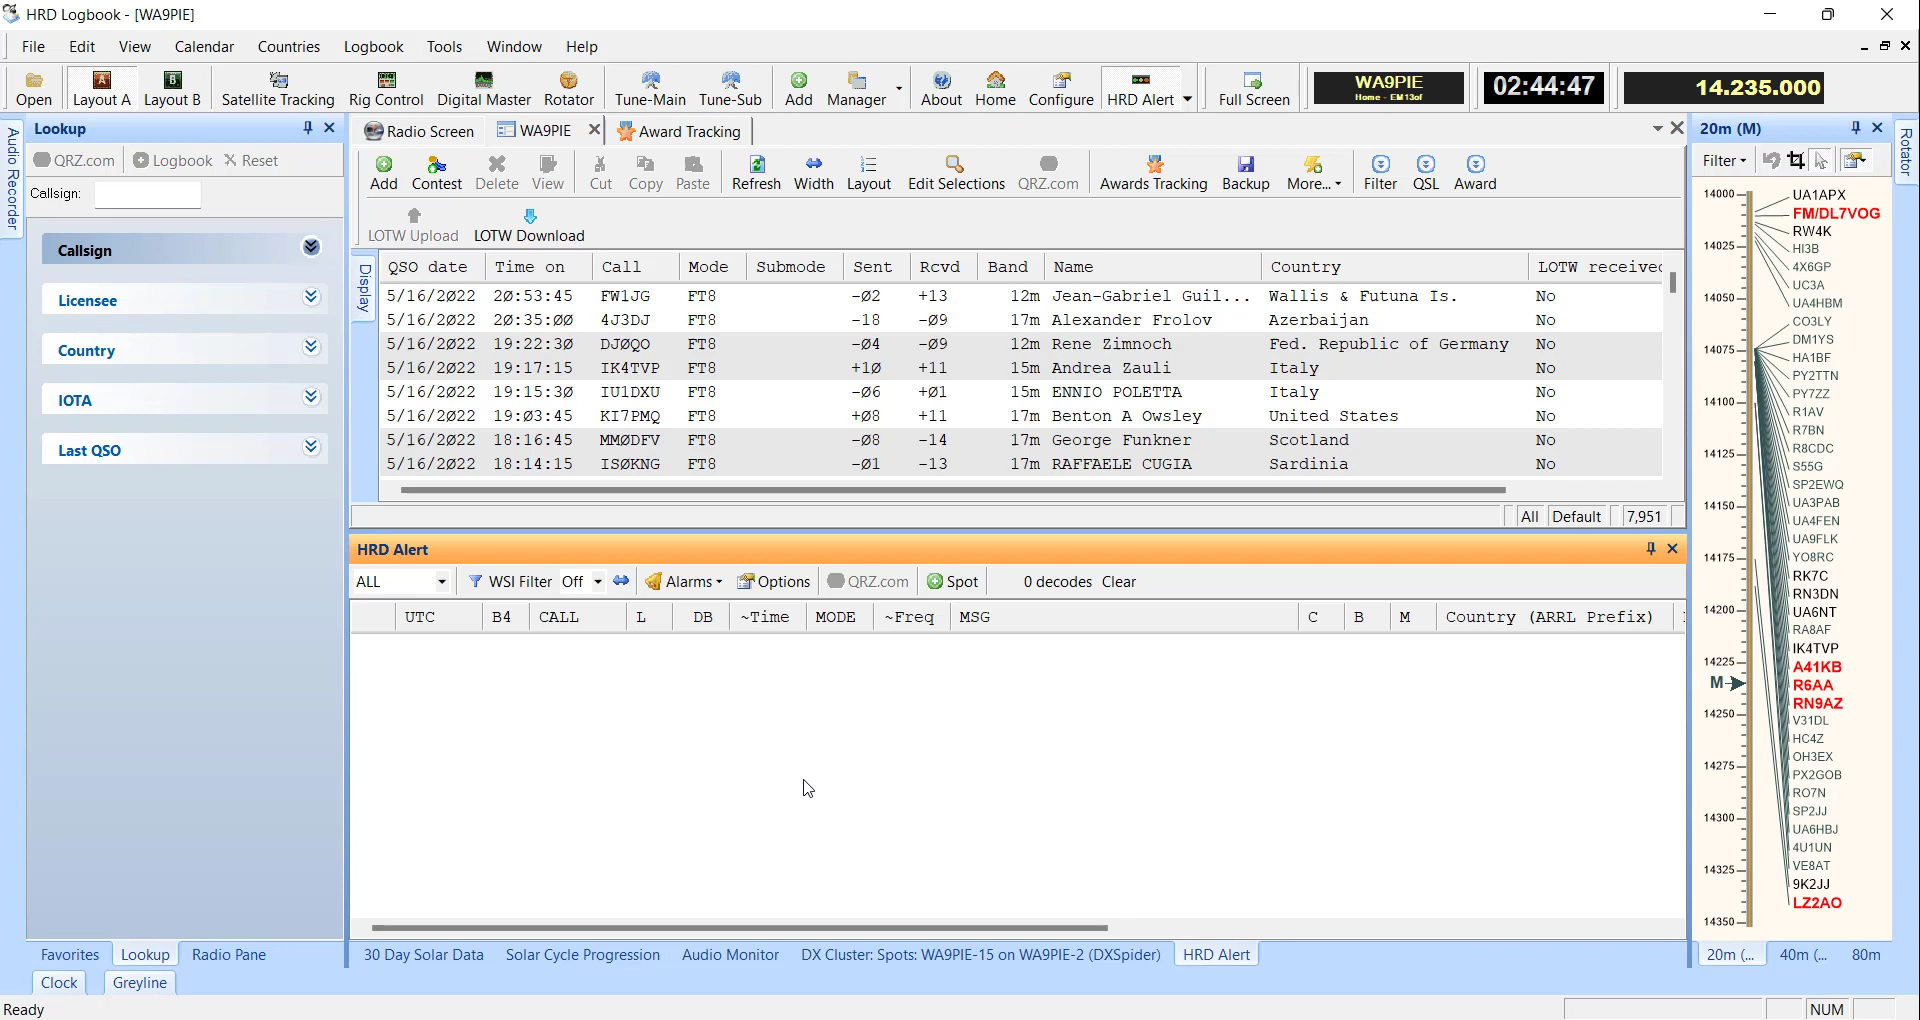 HRD Logbook - [WA9PIE]
File Edit View Calendar Countries Logbook Tools Window Help
Open Layout A Layout B Satellite Tracking Rig Control Digital Master Rotator Tune-Main Tune-Sub Add Manager About Home Configure HRD Alert Full Screen WA9PIE Home - EM13of 02:44:47 14.235.000
Audio Recorder
Lookup
QRZ.com Logbook Reset
Callsign:
Callsign
Licensee
Country
IOTA
Last QSO
Radio Screen WA9PIE Award Tracking
Add Contest Delete View Cut Copy Paste Refresh Width Layout Edit Selections QRZ.com Awards Tracking Backup More... Filter QSL Award
LOTW Upload LOTW Download
Display
QSO date Time on Call Mode Submode Sent Rcvd Band Name Country LOTW received
5/16/2022 20:53:45 FW1JG FT8 -02 +13 12m Jean-Gabriel Guil... Wallis & Futuna Is. No
5/16/2022 20:35:00 4J3DJ FT8 -18 -09 17m Alexander Frolov Azerbaijan No
5/16/2022 19:22:30 DJ0QO FT8 -04 -09 12m Rene Zimnoch Fed. Republic of Germany No
5/16/2022 19:17:15 IK4TVP FT8 +10 +11 15m Andrea Zauli Italy No
5/16/2022 19:15:30 IU1DXU FT8 -06 +01 15m ENNIO POLETTA Italy No
5/16/2022 19:03:45 KI7PMQ FT8 +08 +11 17m Benton A Owsley United States No
5/16/2022 18:16:45 MM0DFV FT8 -08 -14 17m George Funkner Scotland No
5/16/2022 18:14:15 IS0KNG FT8 -01 -13 17m RAFFAELE CUGIA Sardinia No
All Default 7,951
HRD Alert
ALL WSI Filter Off Alarms Options QRZ.com Spot 0 decodes Clear
UTC B4 CALL L DB ~Time MODE ~Freq MSG C B M Country (ARRL Prefix)
30 Day Solar Data Solar Cycle Progression Audio Monitor DX Cluster: Spots: WA9PIE-15 on WA9PIE-2 (DXSpider) HRD Alert
20m (M)
Filter
Rotator
14000
14025
14050
14075
14100
14125
14150
14175
14200
14225
M
14250
14275
14300
14325
14350
UA1APX
FM/DL7VOG
RW4K
HI3B
4X6GP
UC3A
UA4HBM
CO3LY
DM1YS
HA1BF
PY2TTN
PY7ZZ
R1AV
R7BN
R8CDC
S55G
SP2EWQ
UA3PAB
UA4FEN
UA9FLK
YO8RC
RK7C
RN3DN
UA6NT
RA8AF
IK4TVP
A41KB
R6AA
RN9AZ
V31DL
HC4Z
OH3EX
PX2GOB
RO7N
SP2JJ
UA6HBJ
4U1UN
VE8AT
9K2JJ
LZ2AO
20m (... 40m (... 80m
Favorites Lookup Radio Pane
Clock Greyline
Ready
NUM